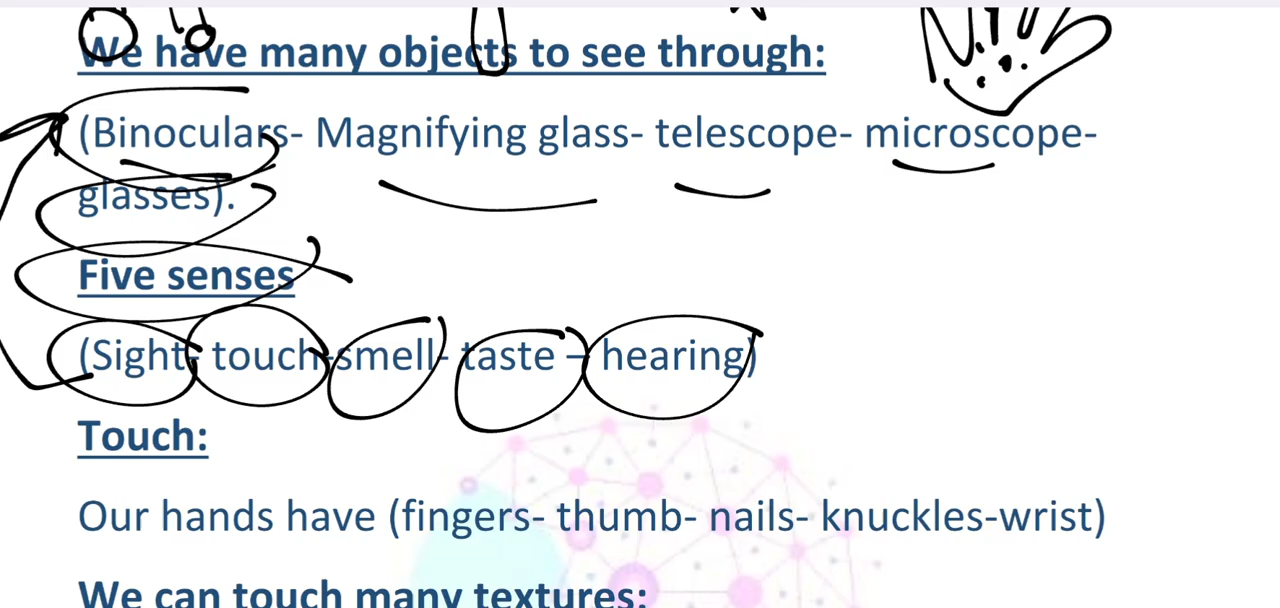 We have many objects to see through:
(Binoculars- Magnifying glass- telescope- microscope-
glasses).
Five senses
(Sight- touch-smell- taste – hearing)
Touch:
Our hands have (fingers- thumb- nails- knuckles-wrist)
We can touch many textures: